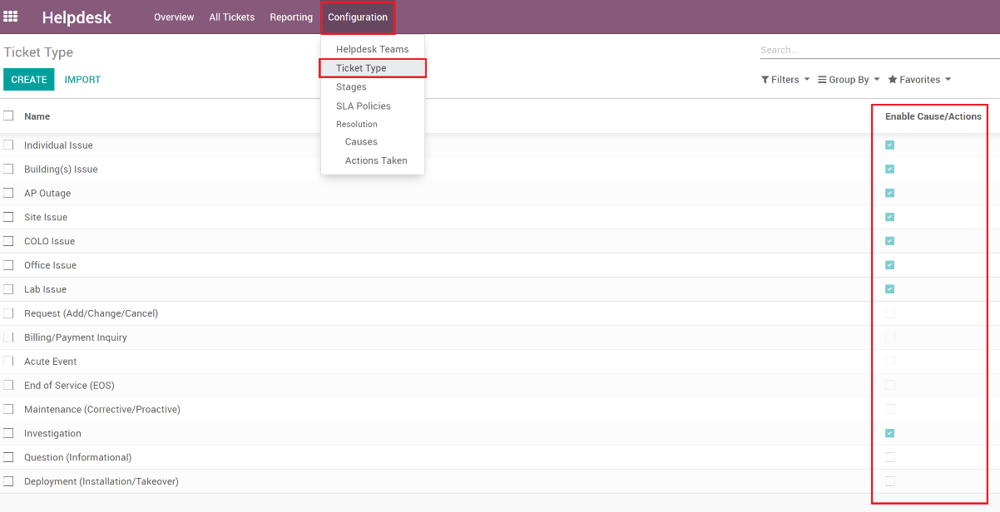 Helpdesk Overview All Tickets Reporting Configuration
Ticket Type
Search...
CREATE IMPORT
Filters Group By Favorites
Helpdesk Teams
Ticket Type
Stages
SLA Policies
Resolution
Causes
Actions Taken
Name Enable Cause/Actions
Individual Issue
Building(s) Issue
AP Outage
Site Issue
COLO Issue
Office Issue
Lab Issue
Request (Add/Change/Cancel)
Billing/Payment Inquiry
Acute Event
End of Service (EOS)
Maintenance (Corrective/Proactive)
Investigation
Question (Informational)
Deployment (Installation/Takeover)